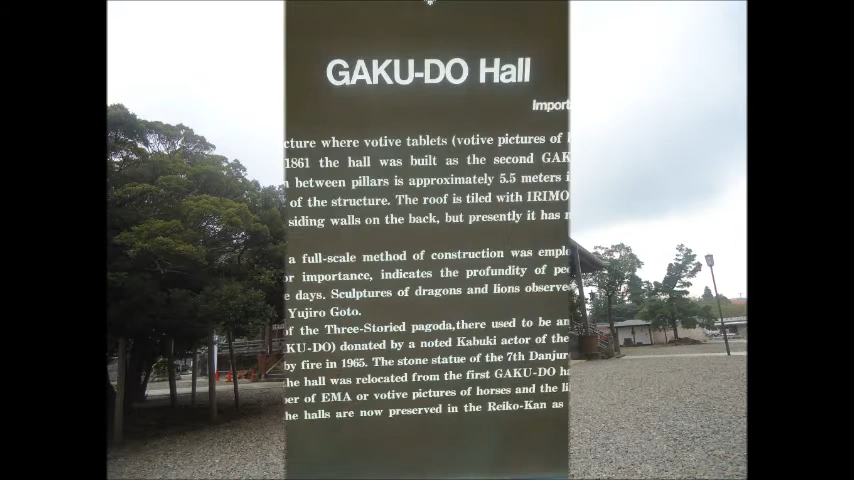 GAKU-DO Hall
Import
cture where votive tablets (votive pictures of
1861 the hall was built as the second GAK
between pillars is approximately 5.5 meters i
of the structure. The roof is tiled with IRIMO
siding walls on the back, but presently it has
a full-scale method of construction was emplo
or importance, indicates the profundity of pe
e days. Sculptures of dragons and lions observe
Yujiro Goto.
of the Three-Storied pagoda,there used to be an
KU-DO) donated by a noted Kabuki actor of the
by fire in 1965. The stone statue of the 7th Danjur
he hall was relocated from the first GAKU-DO ha
ber of EMA or votive pictures of horses and the li
he halls are now preserved in the Reiko-Kan as